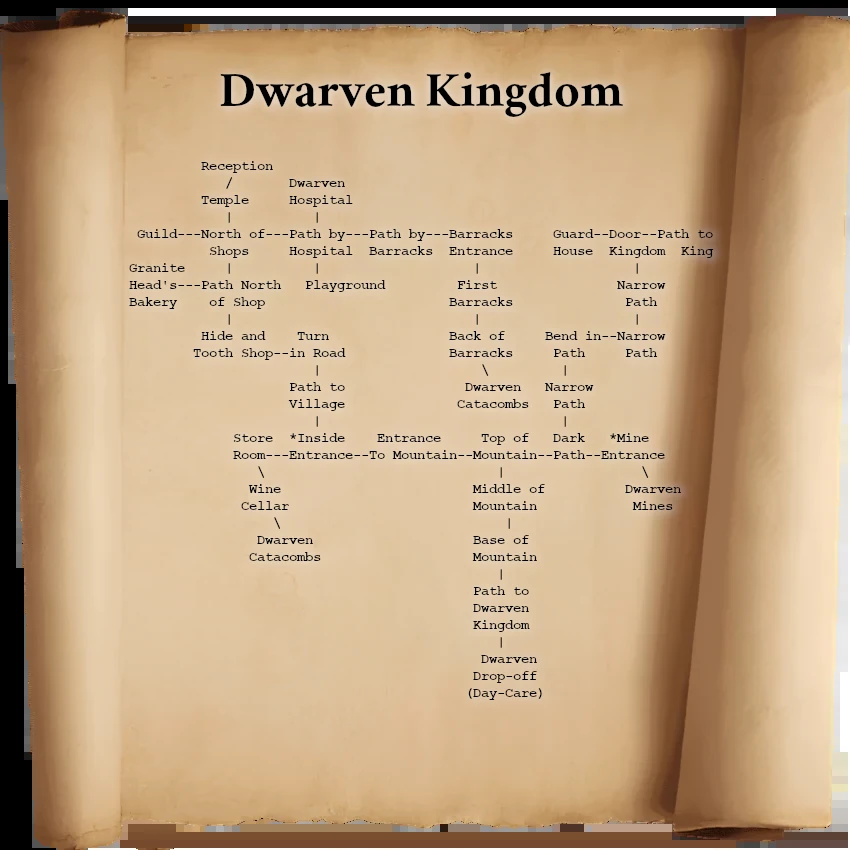 Dwarven Kingdom
Reception
/ Dwarven
Temple Hospital
| |
Guild---North of---Path by---Path by---Barracks Guard--Door--Path to
Shops Hospital Barracks Entrance House Kingdom King
Granite | | | |
Head's---Path North Playground First Narrow
Bakery of Shop Barracks Path
| | |
Hide and Turn Back of Bend in--Narrow
Tooth Shop--in Road Barracks Path Path
| \ |
Path to Dwarven Narrow
Village Catacombs Path
| |
Store *Inside Entrance Top of Dark *Mine
Room---Entrance--To Mountain--Mountain--Path--Entrance
\ | \
Wine Middle of Dwarven
Cellar Mountain Mines
\ |
Dwarven Base of
Catacombs Mountain
|
Path to
Dwarven
Kingdom
|
Dwarven
Drop-off
(Day-Care)